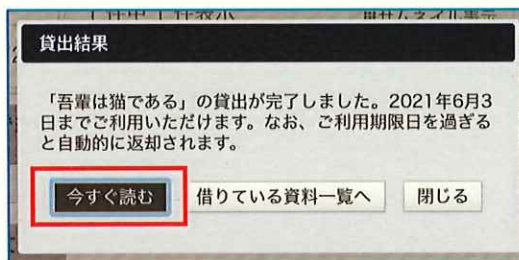 貸出結果
「吾輩は猫である」の貸出が完了しました。2021年6月3
日までご利用いただけます。なお、ご利用期限日を過ぎる
と自動的に返却されます。
今すぐ読む
借りている資料一覧へ
閉じる